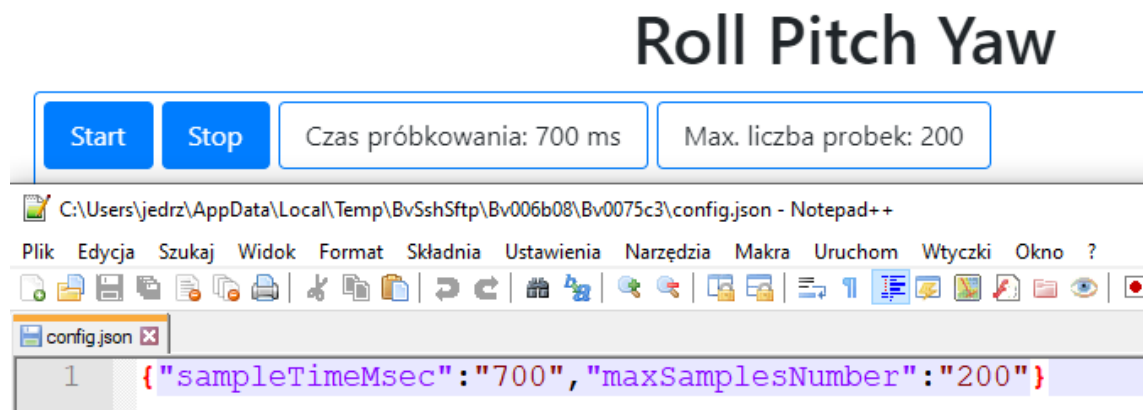 Roll Pitch Yaw
Start Stop Czas próbkowania: 700 ms Max. liczba probek: 200
C:\Users\jedrz\AppData\Local\Temp\BvSshSftp\Bv006b08\Bv0075c3\config.json - Notepad++
Plik Edycja Szukaj Widok Format Składnia Ustawienia Narzędzia Makra Uruchom Wtyczki Okno ?
config.json
1 {"sampleTimeMsec":"700","maxSamplesNumber":"200"}